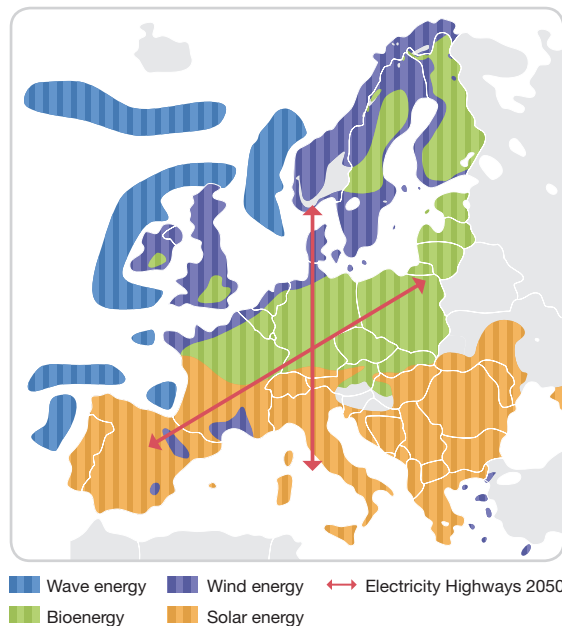 Wave energy
Wind energy
Electricity Highways 2050
Bioenergy
Solar energy